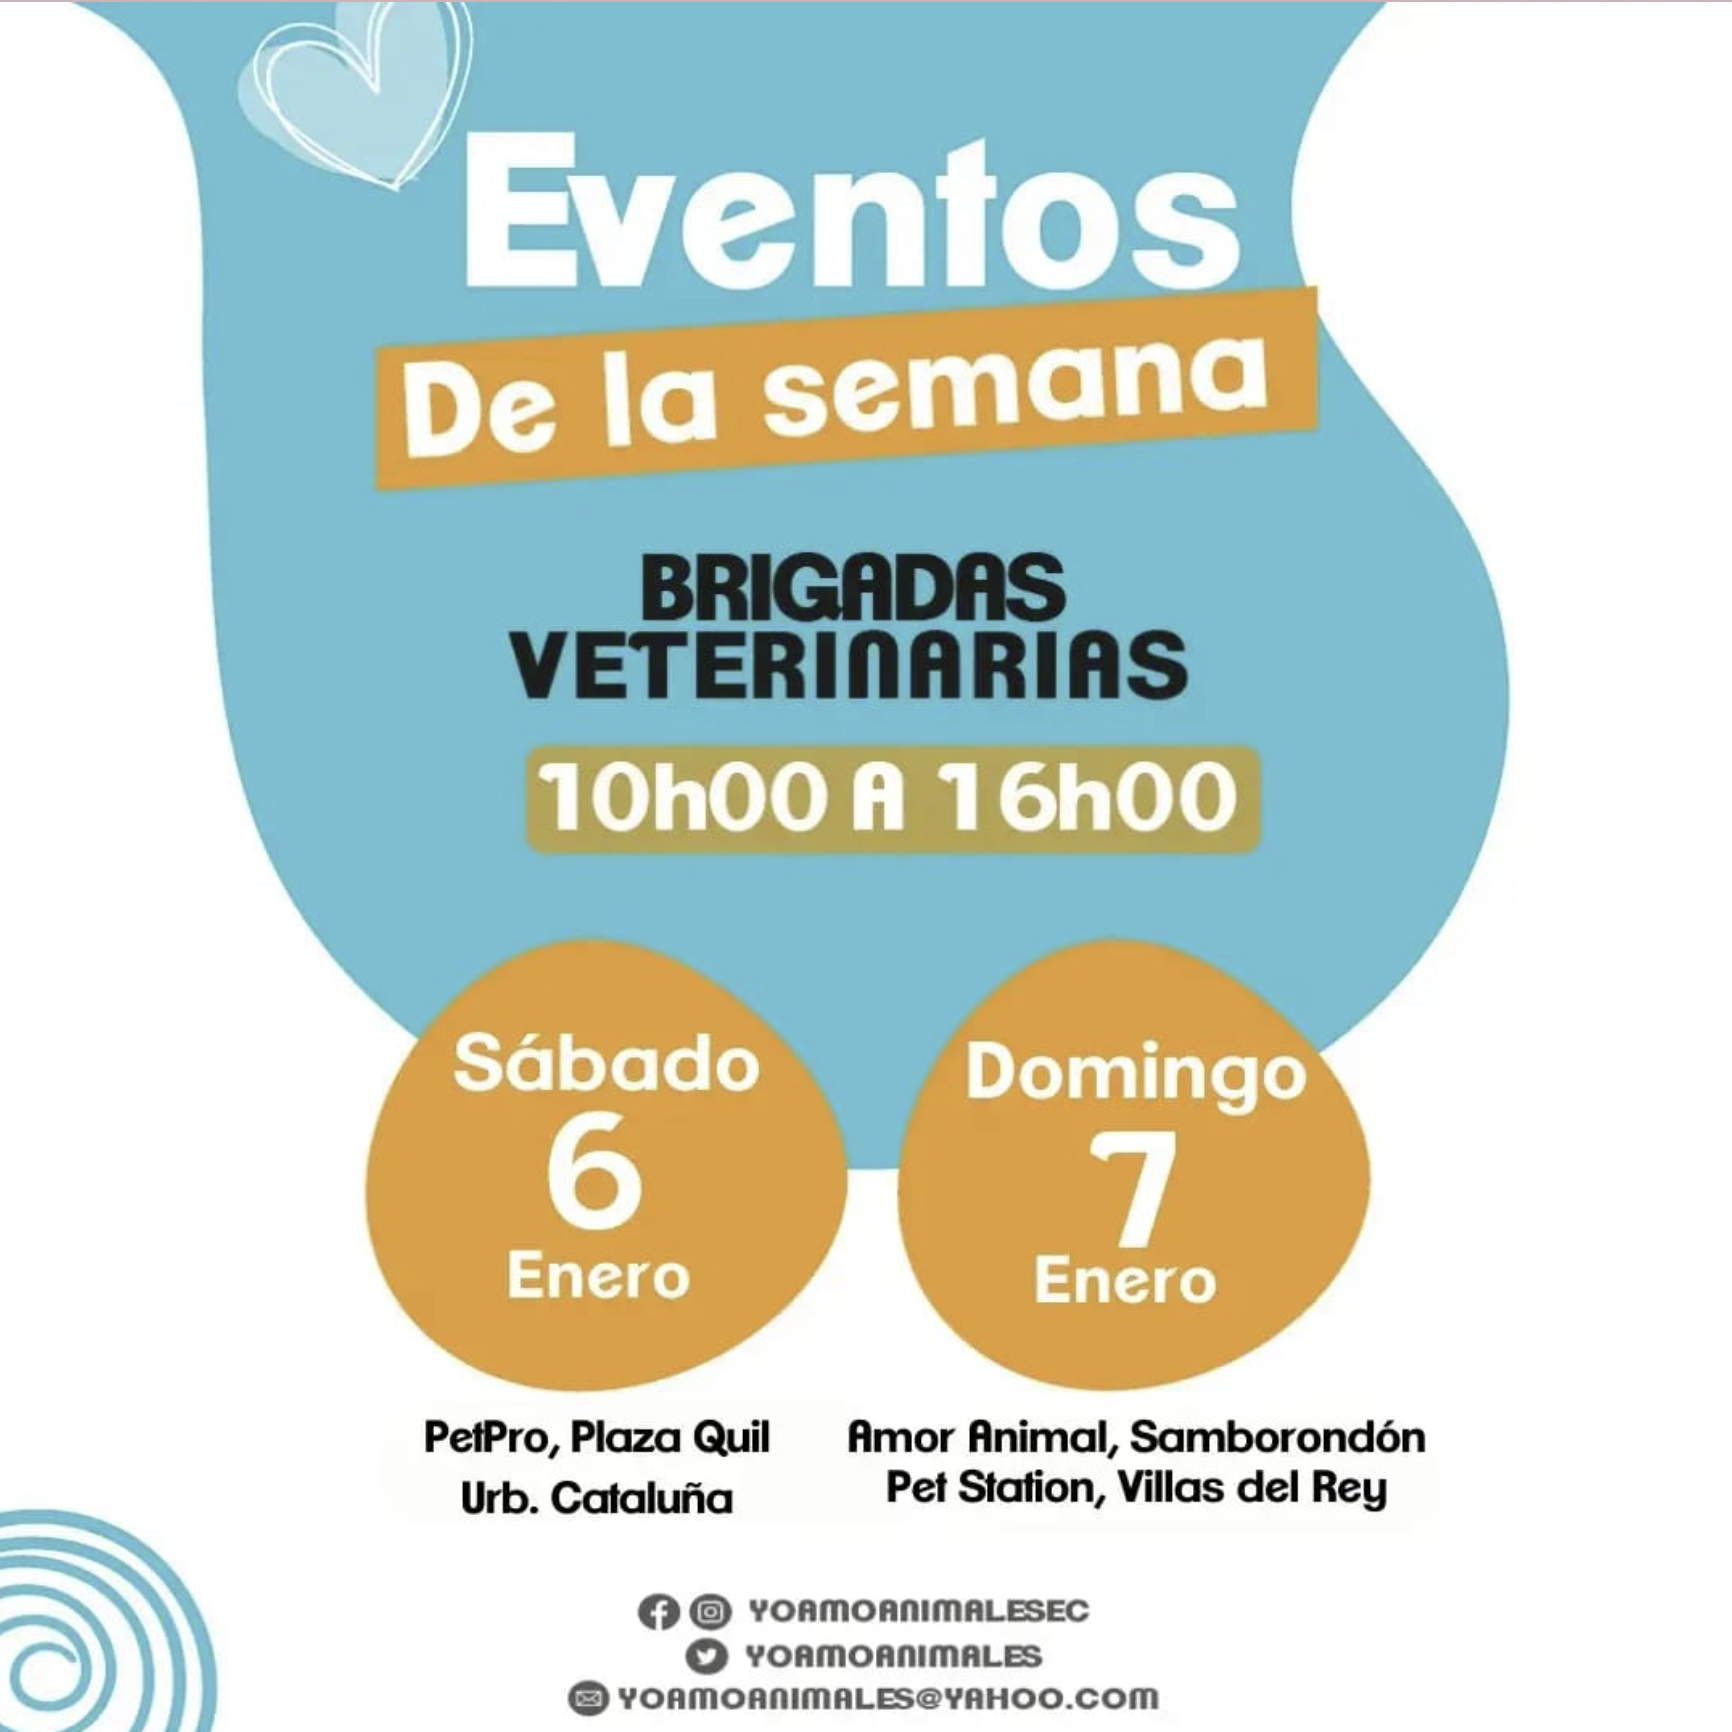 Eventos
De la semana
BRIGADAS
VETERINARIAS
10h00 A 16h00
Sábado
6
Enero
Domingo
7
Enero
PetPro, Plaza Quil
Urb. Cataluña
Amor Animal, Samborondón
Pet Station, Villas del Rey
YOAMOANIMALESEC
YOAMOANIMALES
YOAMOANIMALES@YAHOO.COM